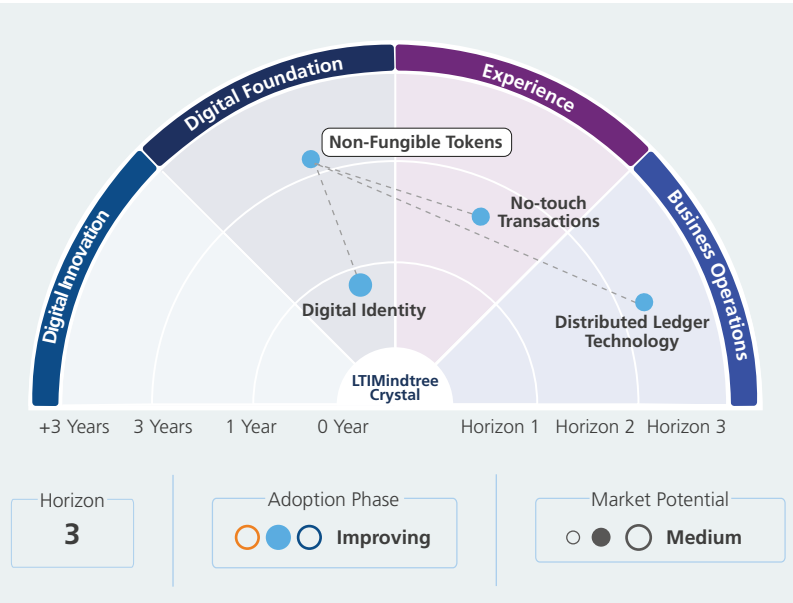 Digital Foundation
Experience
Digital Innovation
Business Operations
Non-Fungible Tokens
No-touch
Transactions
Digital Identity
Distributed Ledger
Technology
LTIMindtree
Crystal
+3 Years
3 Years
1 Year
0 Year
Horizon 1
Horizon 2
Horizon 3
Horizon
3
Adoption Phase
Improving
Market Potential
Medium